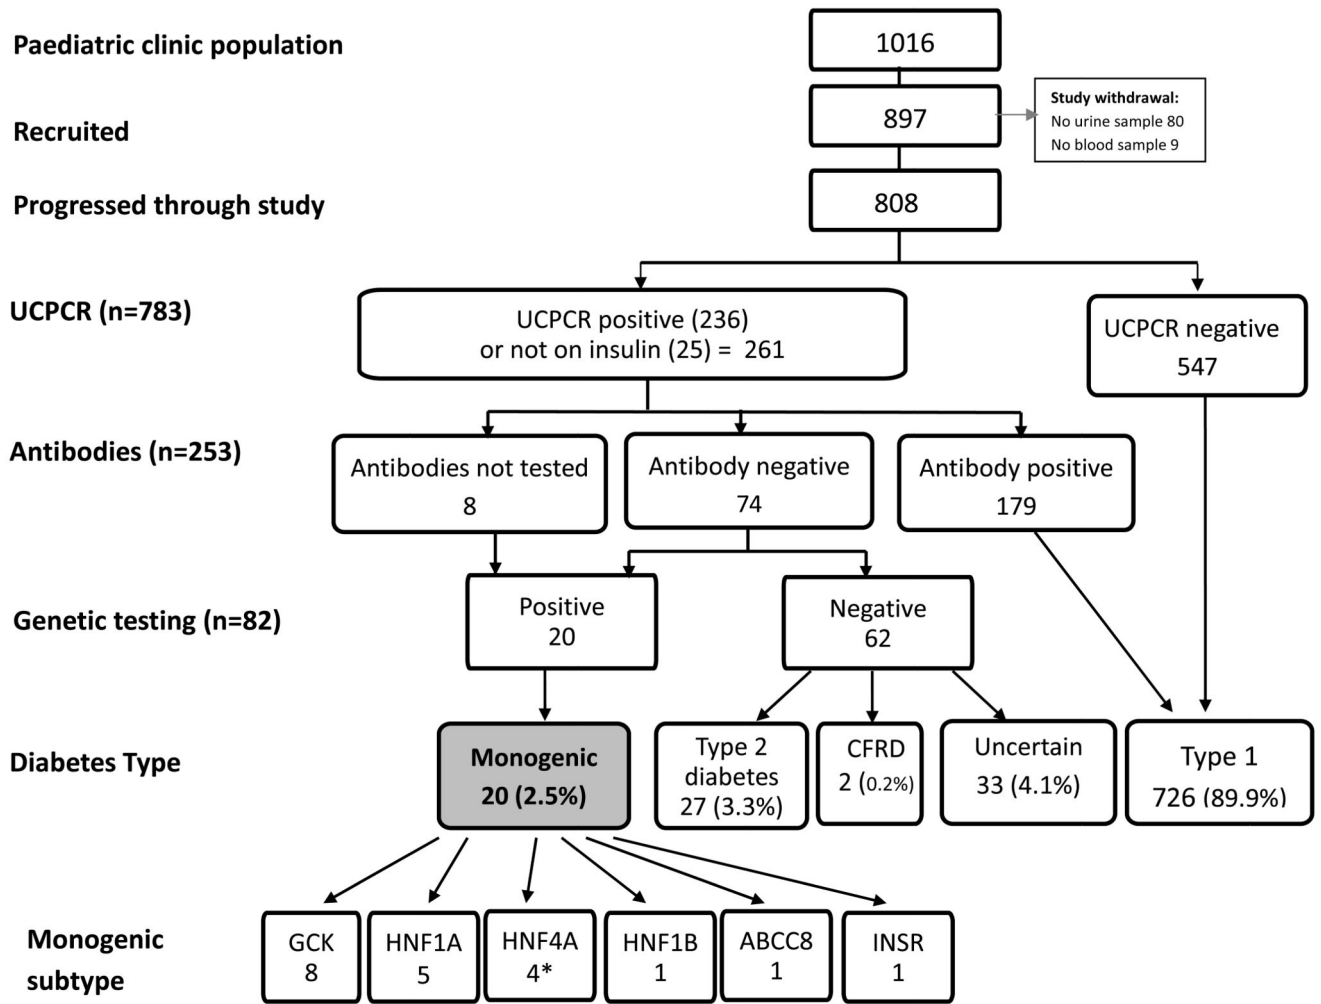 Paediatric clinic population
1016
Recruited
897
Study withdrawal:
No urine sample 80
No blood sample 9
Progressed through study
808
UCPCR (n=783)
UCPCR positive (236)
or not on insulin (25) = 261
UCPCR negative
547
Antibodies (n=253)
Antibodies not tested
8
Antibody negative
74
Antibody positive
179
Genetic testing (n=82)
Positive
20
Negative
62
Diabetes Type
Monogenic
20 (2.5%)
Type 2
diabetes
27 (3.3%)
CFRD
2 (0.2%)
Uncertain
33 (4.1%)
Type 1
726 (89.9%)
Monogenic
subtype
GCK
8
HNF1A
5
HNF4A
4*
HNF1B
1
ABCC8
1
INSR
1